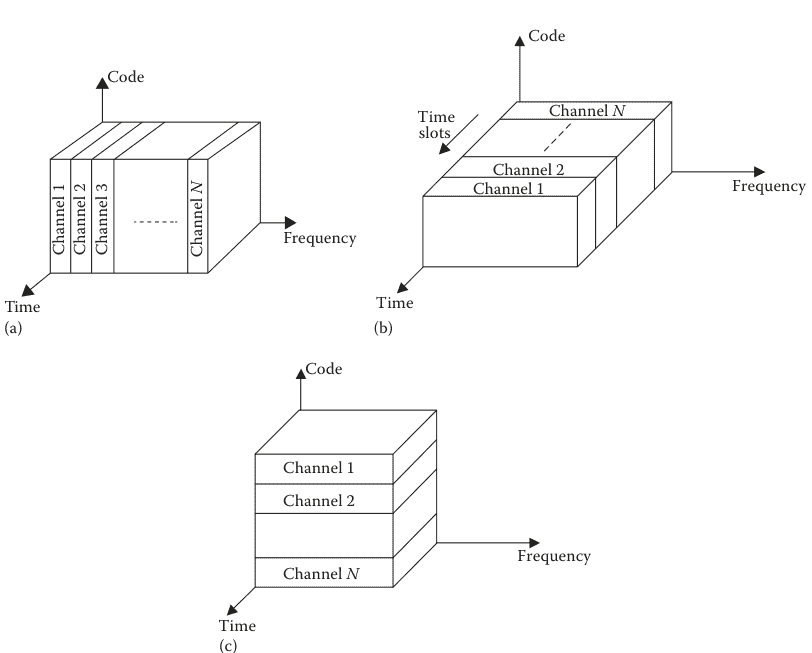 Code
Channel 1
Channel 2
Channel 3
Channel N
Frequency
Time
(a)
Code
Time
slots
Channel N
Channel 2
Channel 1
Frequency
Time
(b)
Code
Channel 1
Channel 2
Channel N
Frequency
Time
(c)